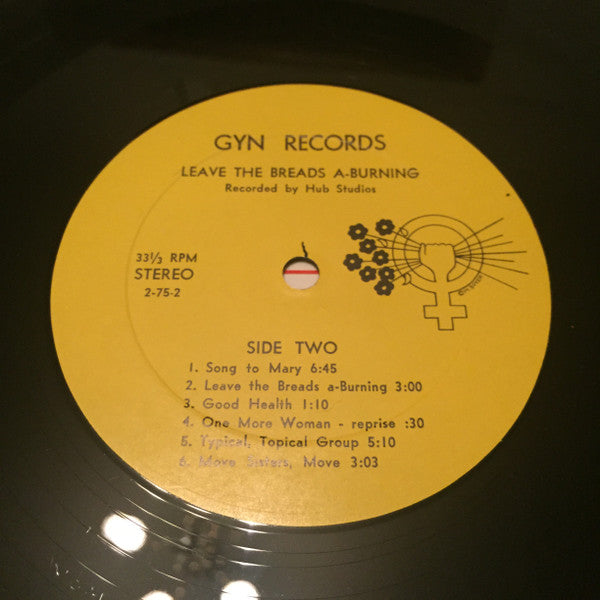 GYN RECORDS
LEAVE THE BREADS A-BURNING
Recorded by Hub Studios
33⅓ RPM
STEREO
2-75-2
SIDE TWO
1. Song to Mary 6:45
2. Leave the Breads a-Burning 3:00
3. Good Health 1:10
4. One More Woman - reprise :30
5. Typical, Topical Group 5:10
6. Move Sisters, Move 3:03